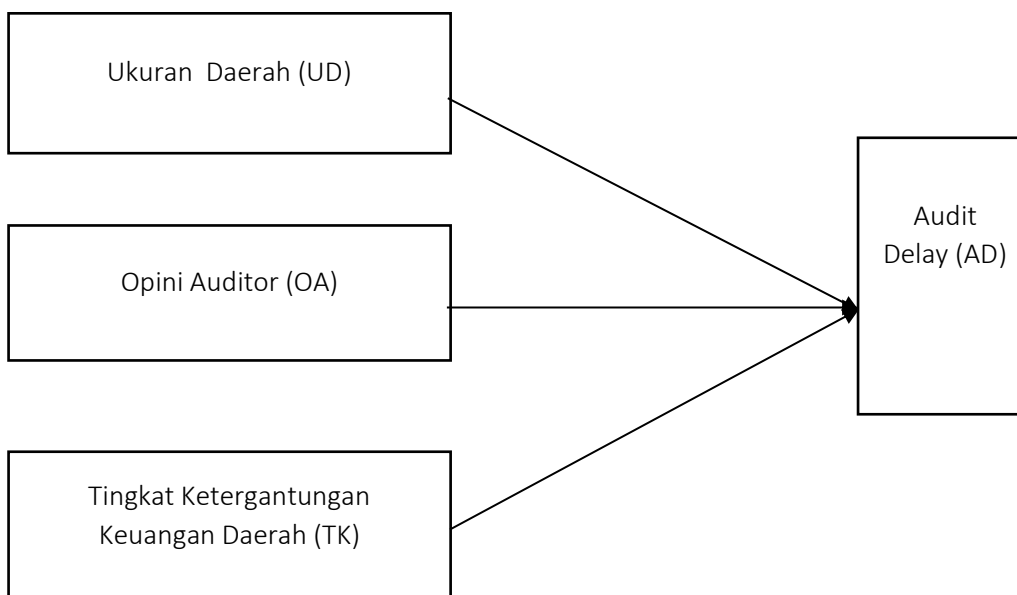 Ukuran Daerah (UD)
Opini Auditor (OA)
Tingkat Ketergantungan
Keuangan Daerah (TK)
Audit
Delay (AD)